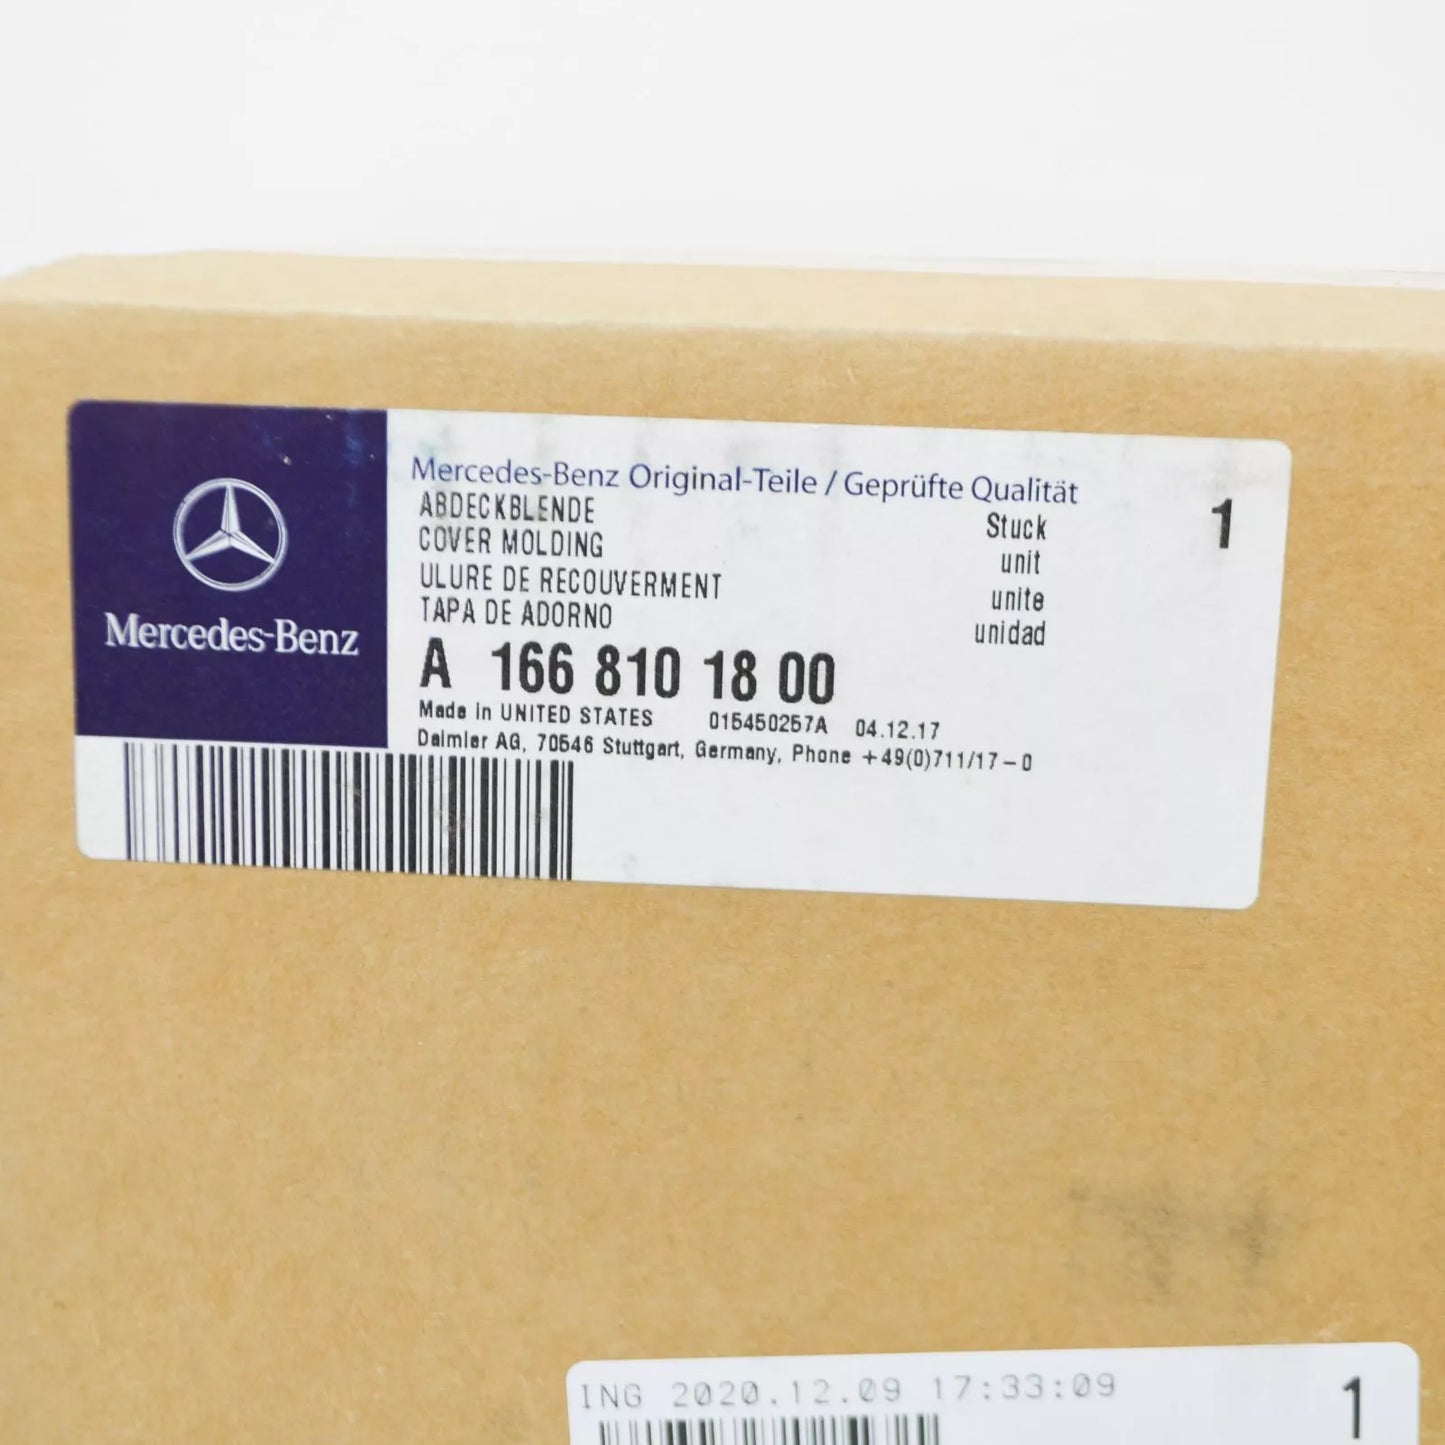 Mercedes-Benz
Mercedes-Benz Original-Teile / Geprüfte Qualität
ABDECKBLENDE
COVER MOLDING
ULURE DE RECOUVERMENT
TAPA DE ADORNO
Stuck
unit
unite
unidad
1
A 166 810 18 00
Made in UNITED STATES 015450257A 04.12.17
Daimler AG, 70546 Stuttgart, Germany, Phone +49(0)711/17-0
ING 2020.12.09 17:33:09
1